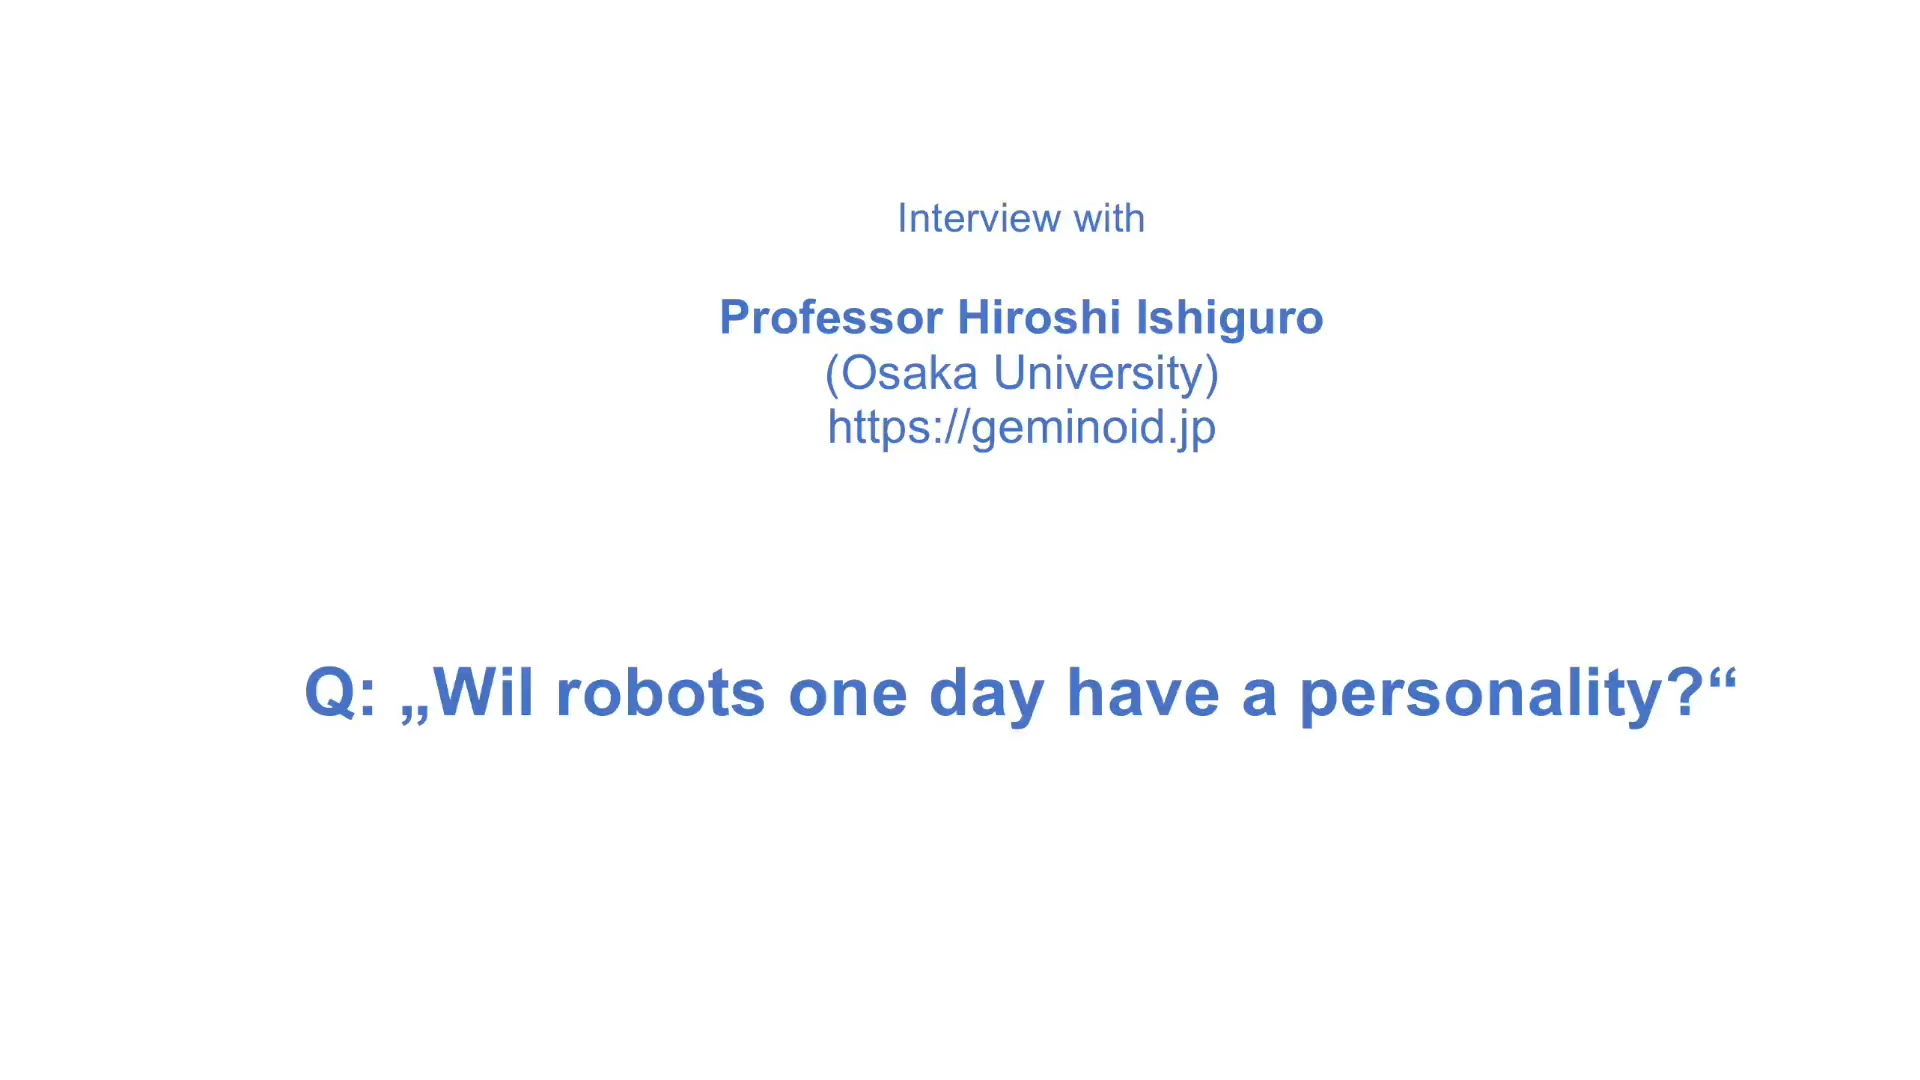 Interview with
Professor Hiroshi Ishiguro
(Osaka University)
https://geminoid.jp
Q: „Wil robots one day have a personality?“